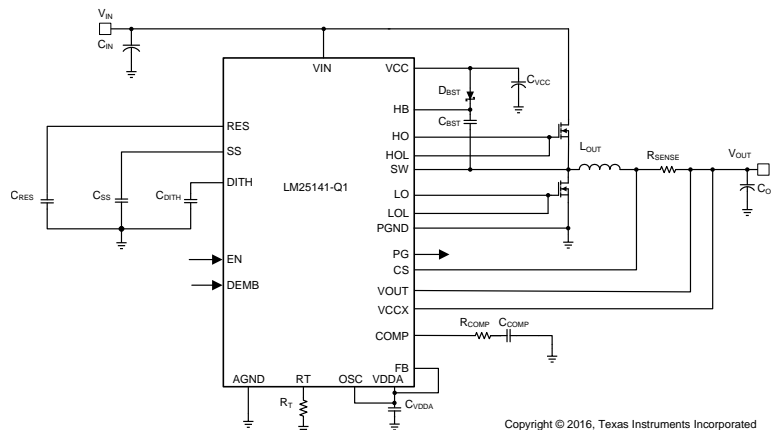 VIN
CIN
VIN
VCC
DBST
CVCC
HB
CBST
HO
HOL
SW
LOUT
RSENSE
VOUT
CO
RES
SS
DITH
LM25141-Q1
LO
LOL
PGND
CRES
CSS
CDITH
EN
DEMB
PG
CS
VOUT
VCCX
COMP
RCOMP
CCOMP
FB
AGND
RT
OSC
VDDA
RT
CVDDA
Copyright © 2016, Texas Instruments Incorporated